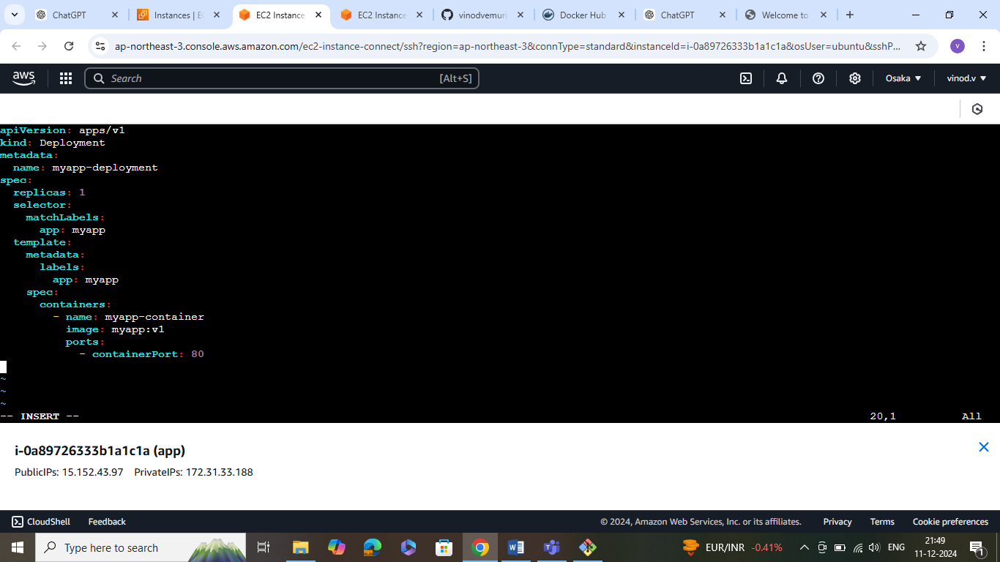 ChatGPT
Instances | E
EC2 Instance
EC2 Instance
vinodvemuri
Docker Hub
ChatGPT
Welcome to
ap-northeast-3.console.aws.amazon.com/ec2-instance-connect/ssh?region=ap-northeast-3&connType=standard&instanceId=i-0a89726333b1a1c1a&osUser=ubuntu&sshP...
V
aws
Search
[Alt+S]
Osaka
vinod.v
apiVersion: apps/v1
kind: Deployment
metadata:
  name: myapp-deployment
spec:
  replicas: 1
  selector:
    matchLabels:
      app: myapp
  template:
    metadata:
      labels:
        app: myapp
    spec:
      containers:
        - name: myapp-container
          image: myapp:v1
          ports:
            - containerPort: 80
~
~
~
-- INSERT -- 20,1 All
i-0a89726333b1a1c1a (app)
PublicIPs: 15.152.43.97 PrivateIPs: 172.31.33.188
CloudShell Feedback © 2024, Amazon Web Services, Inc. or its affiliates. Privacy Terms Cookie preferences
Type here to search
EUR/INR -0.41%
ENG
21:49
11-12-2024
1